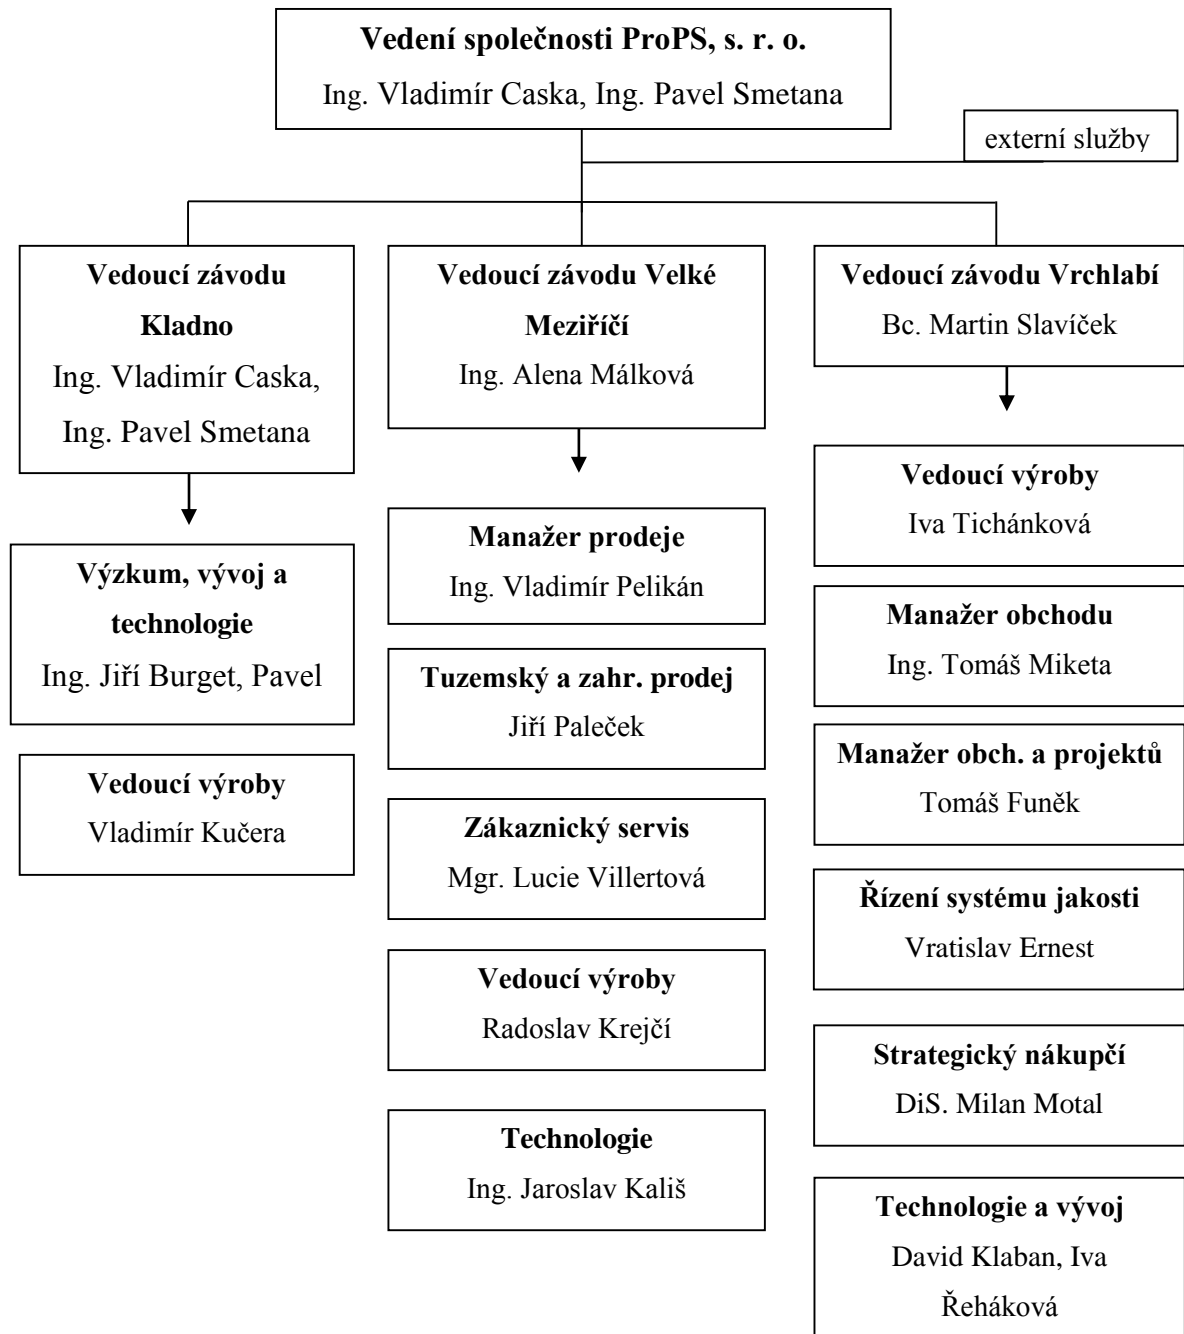 Vedení společnosti ProPS, s. r. o.
Ing. Vladimír Caska, Ing. Pavel Smetana
externí služby
Vedoucí závodu
Kladno
Ing. Vladimír Caska,
Ing. Pavel Smetana
Výzkum, vývoj a
technologie
Ing. Jiří Burget, Pavel
Vedoucí výroby
Vladimír Kučera
Vedoucí závodu Velké
Meziříčí
Ing. Alena Málková
Manažer prodeje
Ing. Vladimír Pelikán
Tuzemský a zahr. prodej
Jiří Paleček
Zákaznický servis
Mgr. Lucie Villertová
Vedoucí výroby
Radoslav Krejčí
Technologie
Ing. Jaroslav Kališ
Vedoucí závodu Vrchlabí
Bc. Martin Slavíček
Vedoucí výroby
Iva Tichánková
Manažer obchodu
Ing. Tomáš Miketa
Manažer obch. a projektů
Tomáš Funěk
Řízení systému jakosti
Vratislav Ernest
Strategický nákupčí
DiS. Milan Motal
Technologie a vývoj
David Klaban, Iva
Řeháková